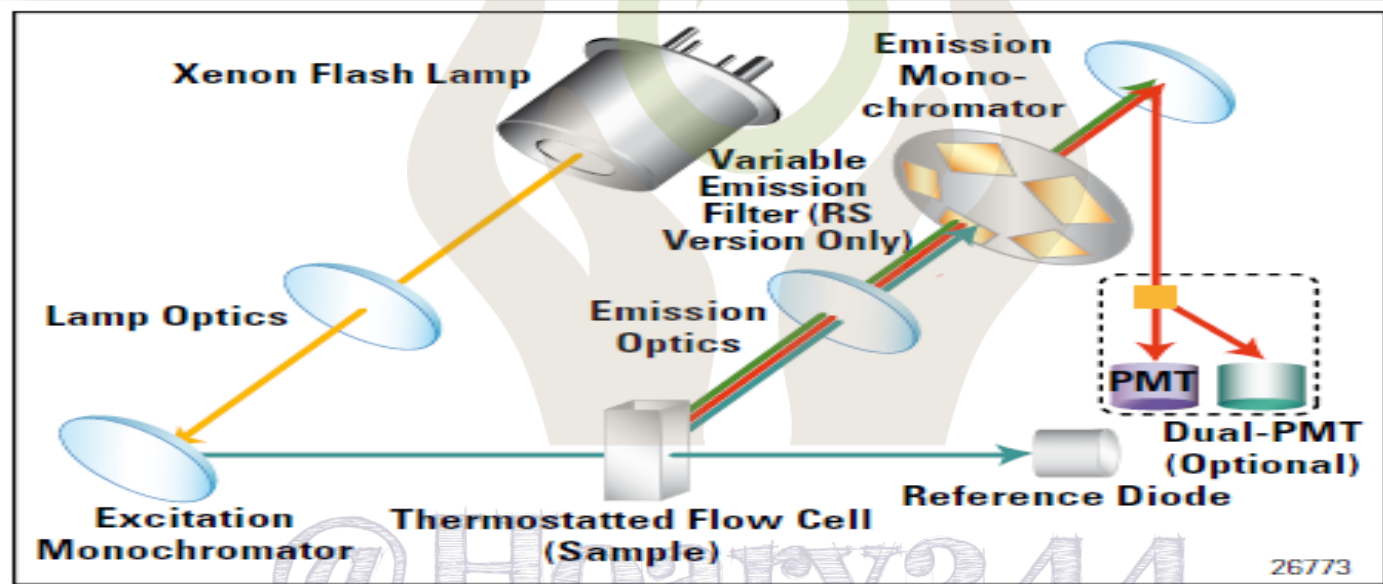 Xenon Flash Lamp
Emission
Mono-
chromator
Variable
Emission
Filter (RS
Version Only)
Lamp Optics
Emission
Optics
PMT
Dual-PMT
(Optional)
Reference Diode
Excitation
Monochromator
Thermostatted Flow Cell
(Sample)
26773